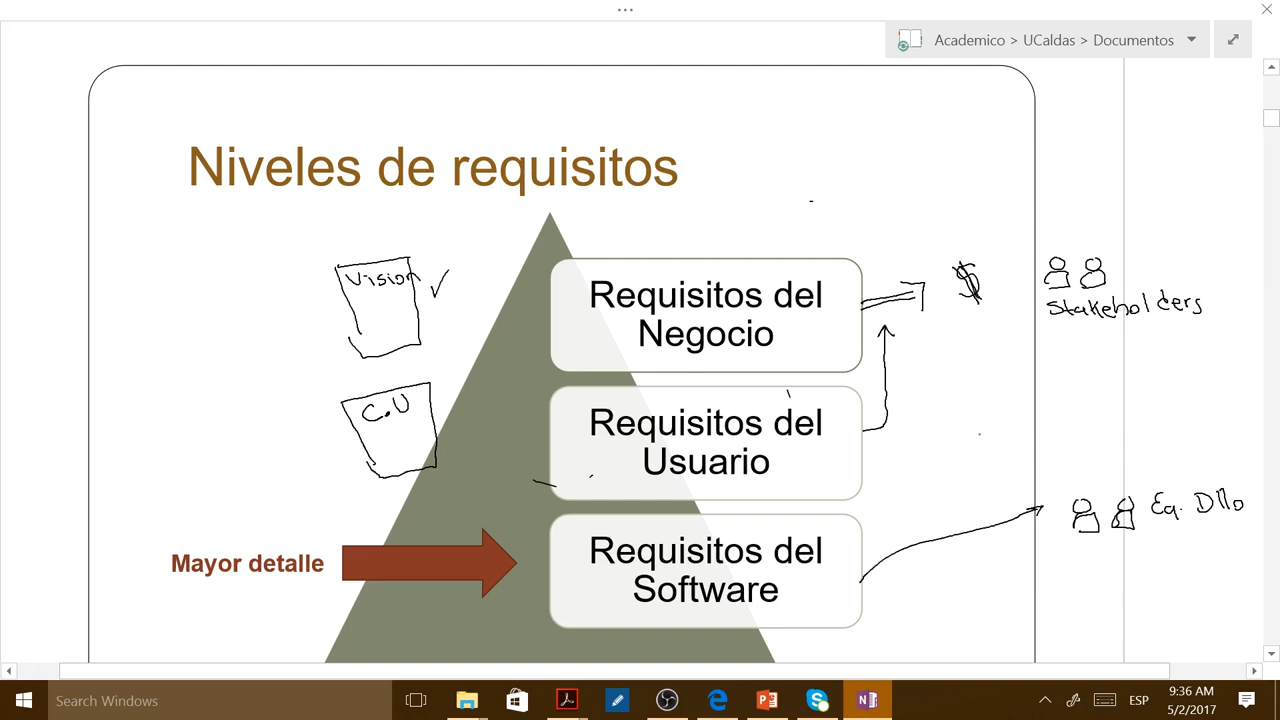 Academico > UCaldas > Documentos
Niveles de requisitos
Vision
Requisitos del
Negocio
$
Stakeholders
C.U
Requisitos del
Usuario
Eq. Dllo
Mayor detalle
Requisitos del
Software
Search Windows
ESP
9:36 AM
5/2/2017